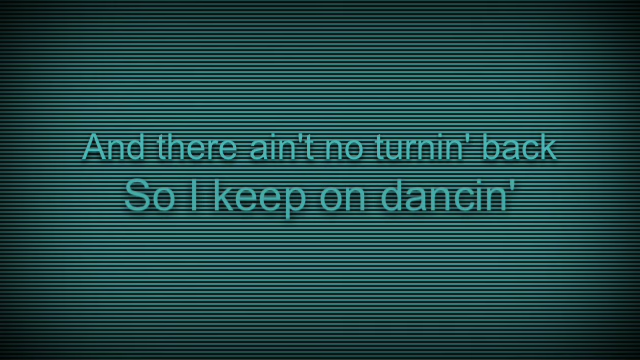 And there ain't no turnin' back
So I keep on dancin'